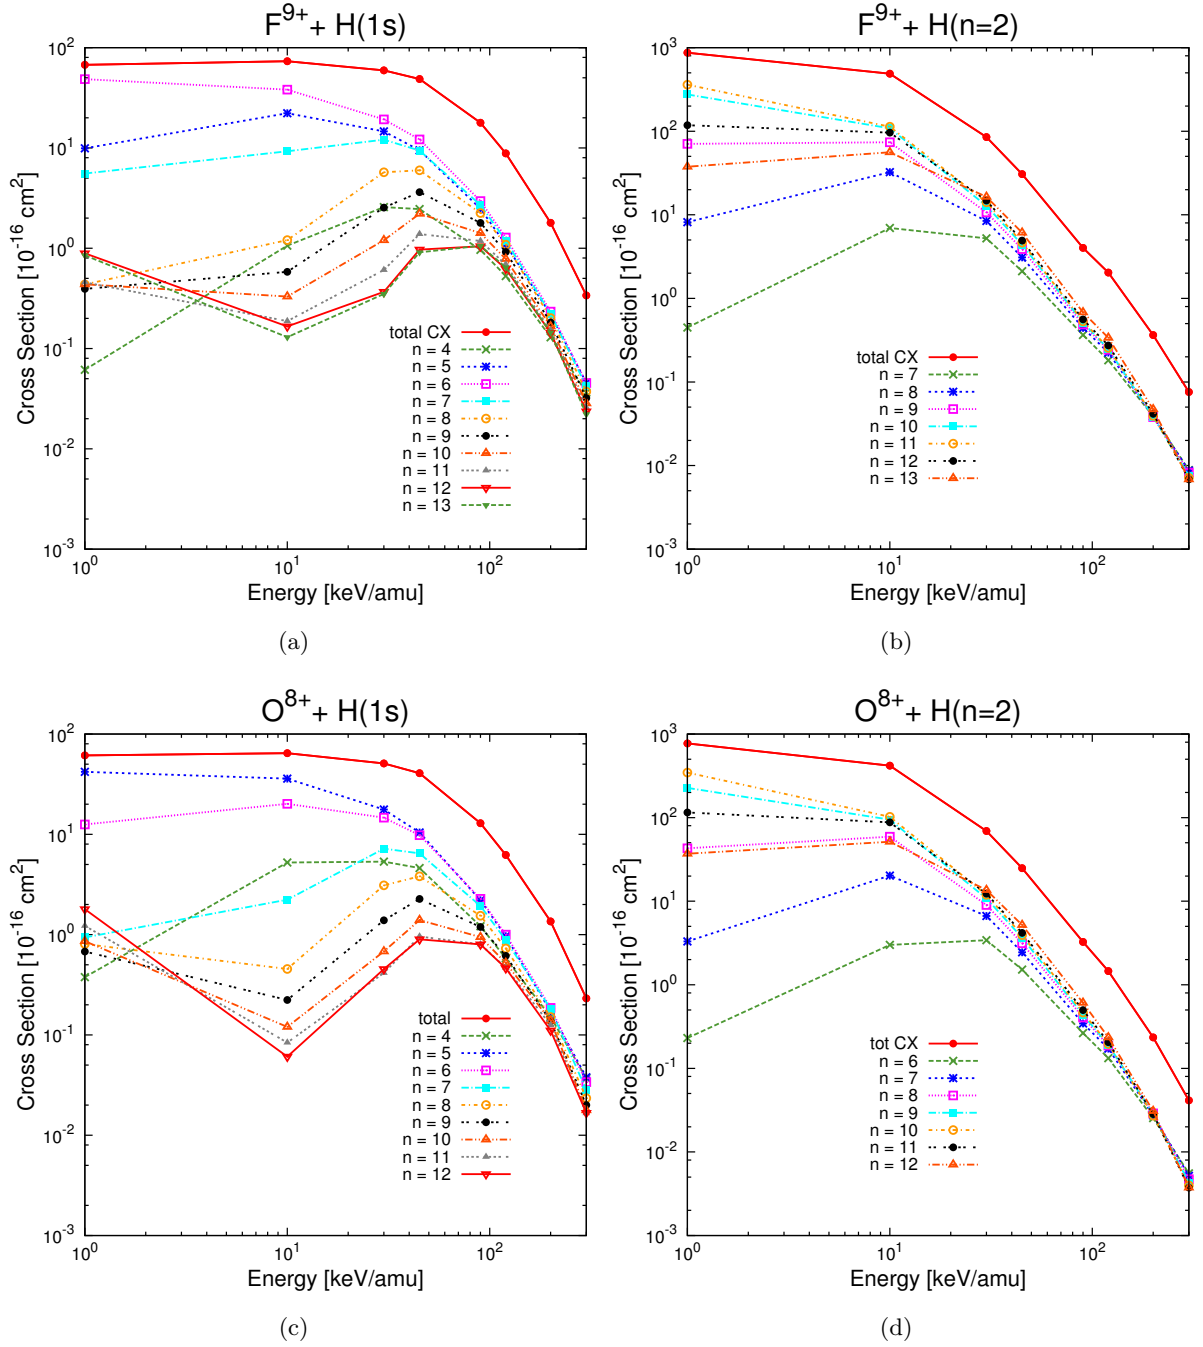 F9+ + H(1s)
Cross Section [10-16 cm2]
10^2
10^1
10^0
10^-1
10^-2
10^-3
total CX
n = 4
n = 5
n = 6
n = 7
n = 8
n = 9
n = 10
n = 11
n = 12
n = 13
10^0
10^1
10^2
Energy [keV/amu]
(a)
F9+ + H(n=2)
Cross Section [10-16 cm2]
10^3
10^2
10^1
10^0
10^-1
10^-2
10^-3
total CX
n = 7
n = 8
n = 9
n = 10
n = 11
n = 12
n = 13
10^0
10^1
10^2
Energy [keV/amu]
(b)
O8+ + H(1s)
Cross Section [10-16 cm2]
10^2
10^1
10^0
10^-1
10^-2
10^-3
total
n = 4
n = 5
n = 6
n = 7
n = 8
n = 9
n = 10
n = 11
n = 12
10^0
10^1
10^2
Energy [keV/amu]
(c)
O8+ + H(n=2)
Cross Section [10-16 cm2]
10^3
10^2
10^1
10^0
10^-1
10^-2
10^-3
tot CX
n = 6
n = 7
n = 8
n = 9
n = 10
n = 11
n = 12
10^0
10^1
10^2
Energy [keV/amu]
(d)